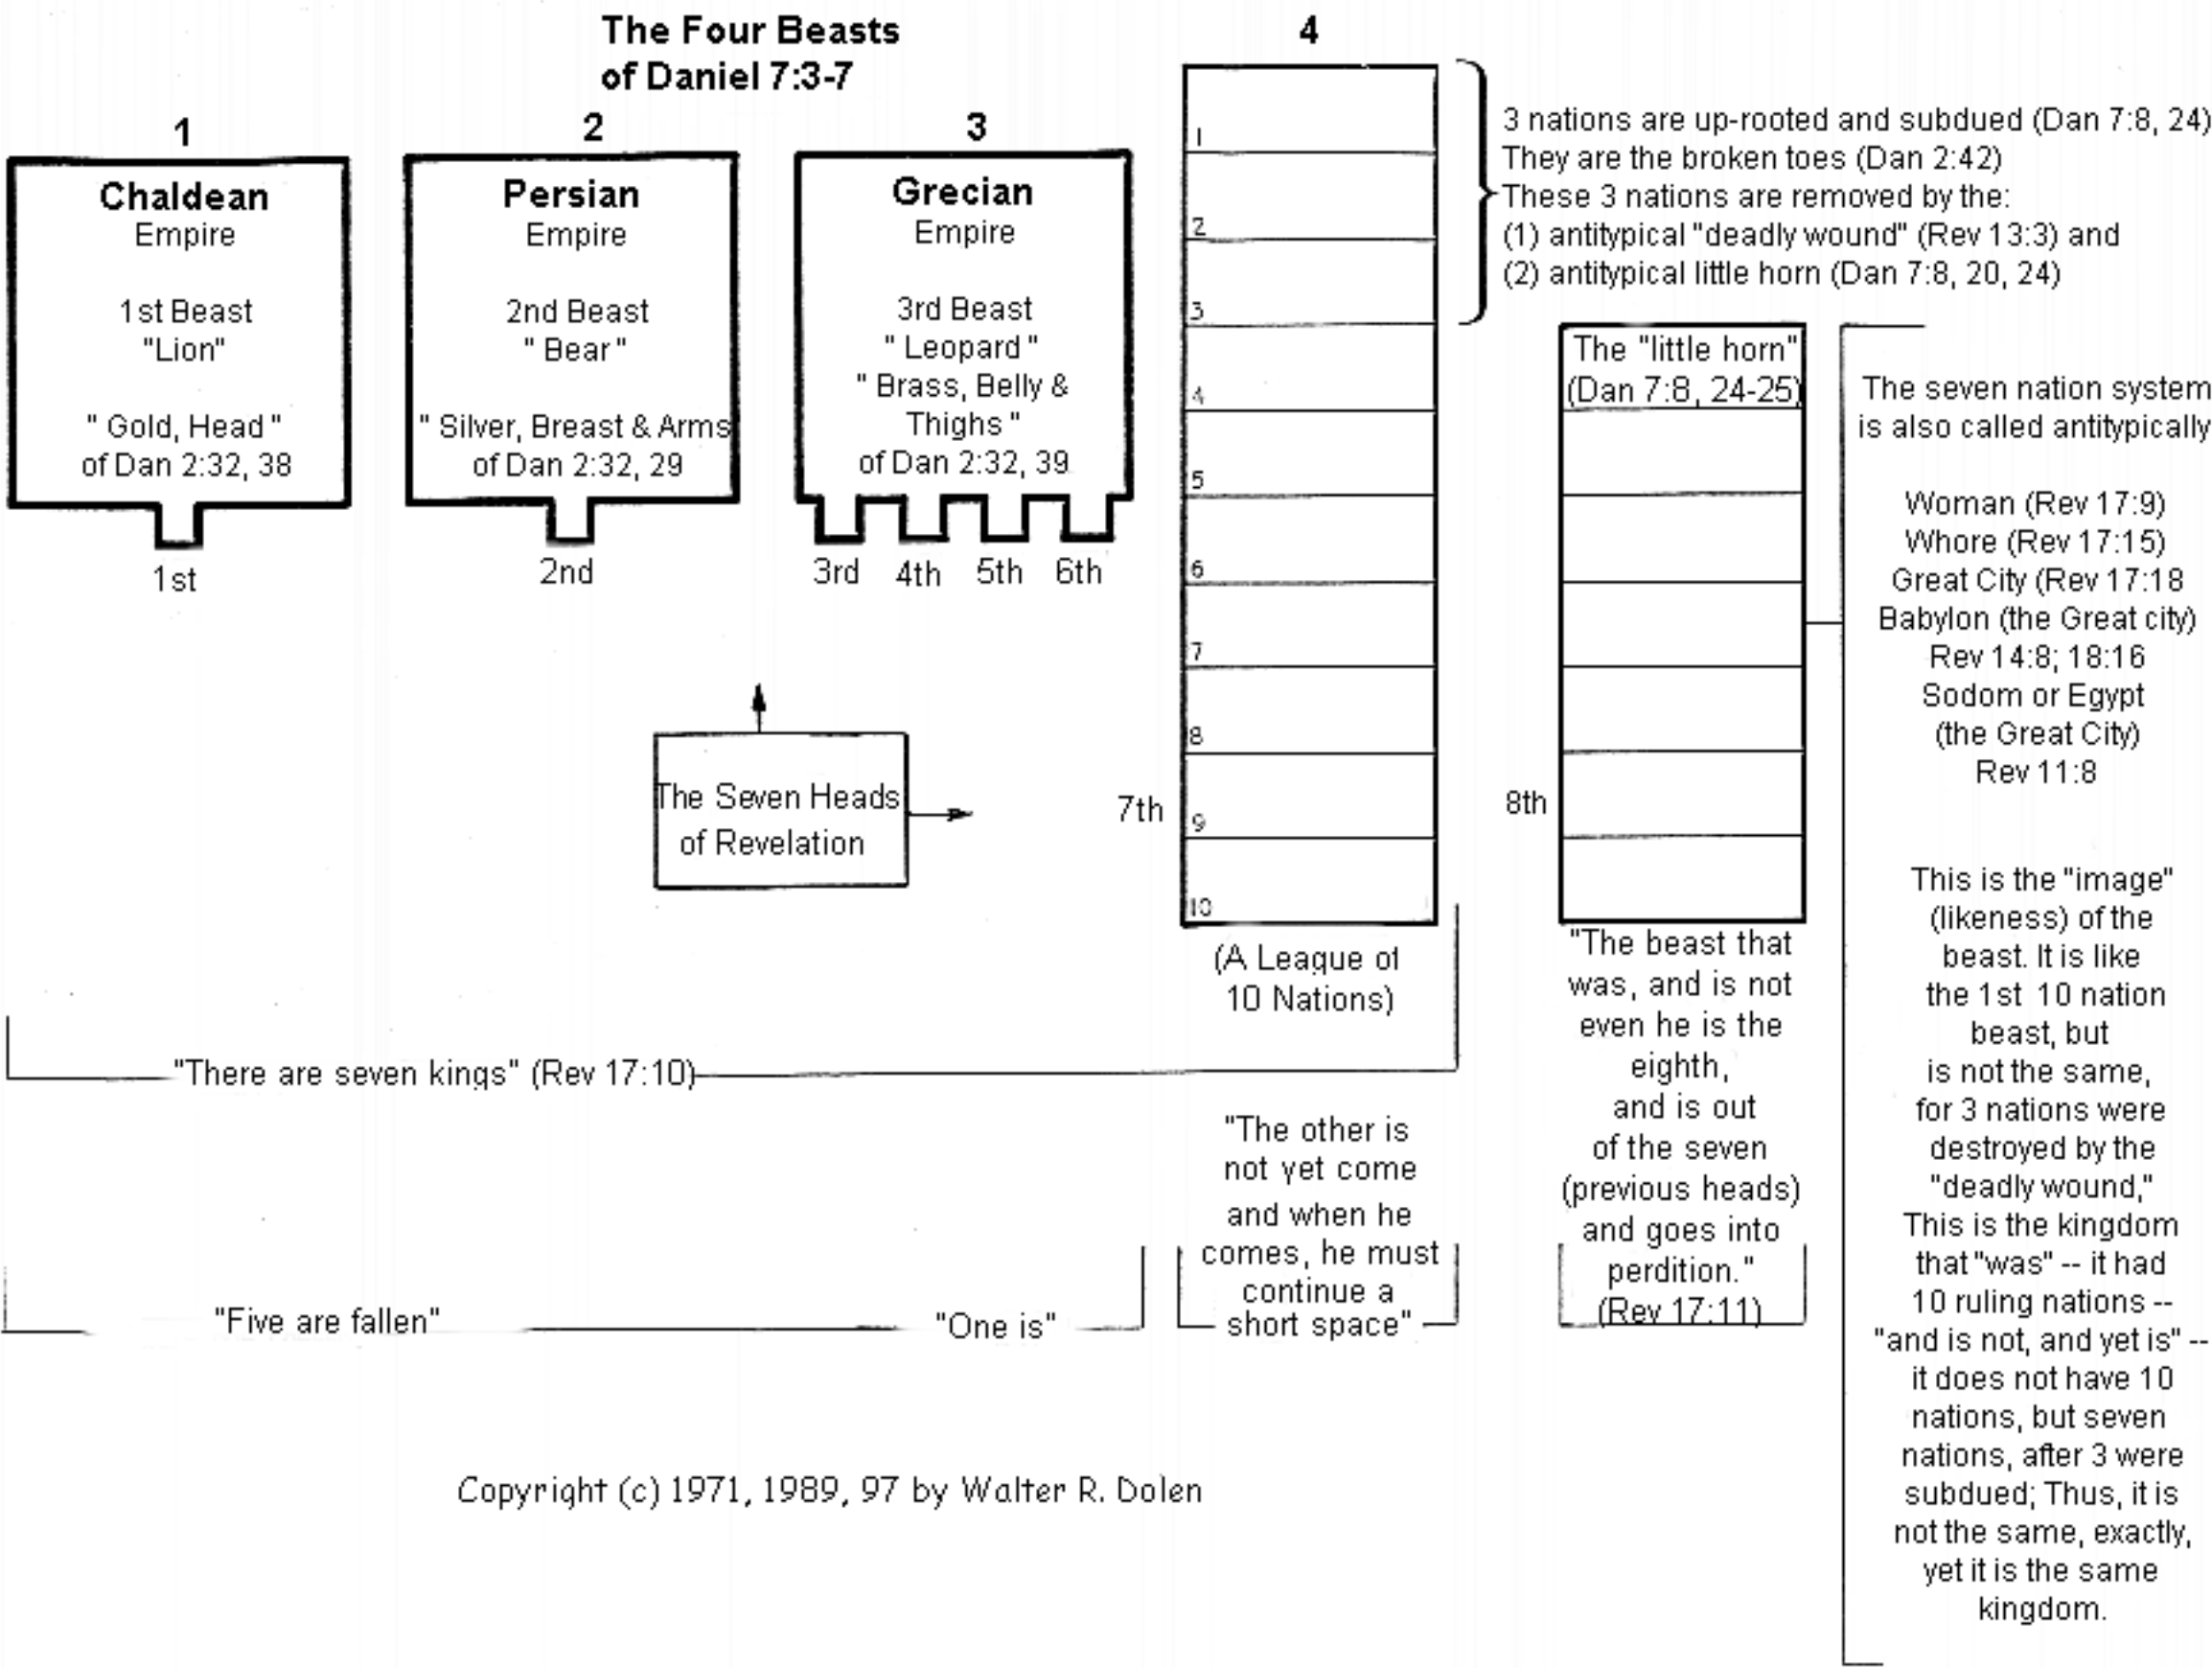 The Four Beasts
of Daniel 7:3-7
1
Chaldean
Empire
1st Beast
"Lion"
" Gold, Head "
of Dan 2:32, 38
1st
2
Persian
Empire
2nd Beast
" Bear "
" Silver, Breast & Arms
of Dan 2:32, 29
2nd
3
Grecian
Empire
3rd Beast
" Leopard "
" Brass, Belly &
Thighs "
of Dan 2:32, 39
3rd 4th 5th 6th
4
1
2
3
4
5
6
7
8
9
10
7th
(A League of
10 Nations)
3 nations are up-rooted and subdued (Dan 7:8, 24)
They are the broken toes (Dan 2:42)
These 3 nations are removed by the:
(1) antitypical "deadly wound" (Rev 13:3) and
(2) antitypical little horn (Dan 7:8, 20, 24)
The "little horn"
(Dan 7:8, 24-25)
8th
The Seven Heads
of Revelation
"There are seven kings" (Rev 17:10)
"Five are fallen"
"One is"
"The other is
not yet come
and when he
comes, he must
continue a
short space"
"The beast that
was, and is not
even he is the
eighth,
and is out
of the seven
(previous heads)
and goes into
perdition."
(Rev 17:11)
The seven nation system
is also called antitypically
Woman (Rev 17:9)
Whore (Rev 17:15)
Great City (Rev 17:18
Babylon (the Great city)
Rev 14:8; 18:16
Sodom or Egypt
(the Great City)
Rev 11:8
This is the "image"
(likeness) of the
beast. It is like
the 1st 10 nation
beast, but
is not the same,
for 3 nations were
destroyed by the
"deadly wound,"
This is the kingdom
that "was" -- it had
10 ruling nations --
"and is not, and yet is" --
it does not have 10
nations, but seven
nations, after 3 were
subdued; Thus, it is
not the same, exactly,
yet it is the same
kingdom.
Copyright (c) 1971, 1989, 97 by Walter R. Dolen